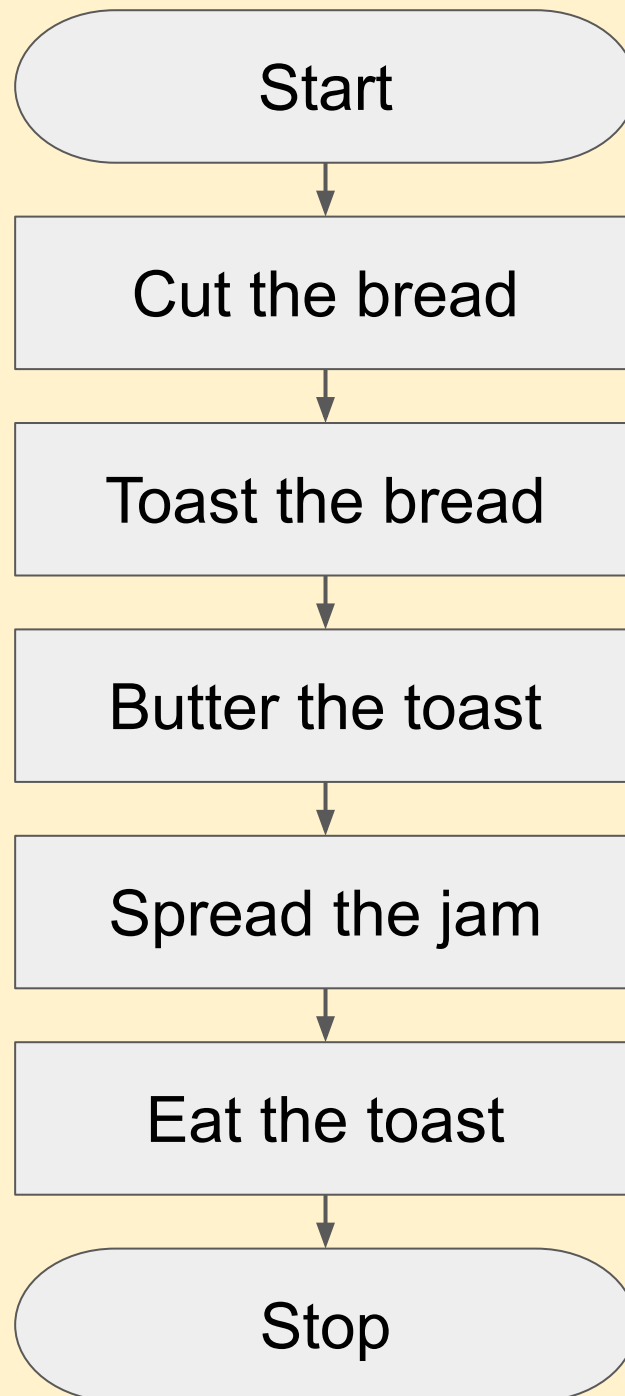 Start
Cut the bread
Toast the bread
Butter the toast
Spread the jam
Eat the toast
Stop